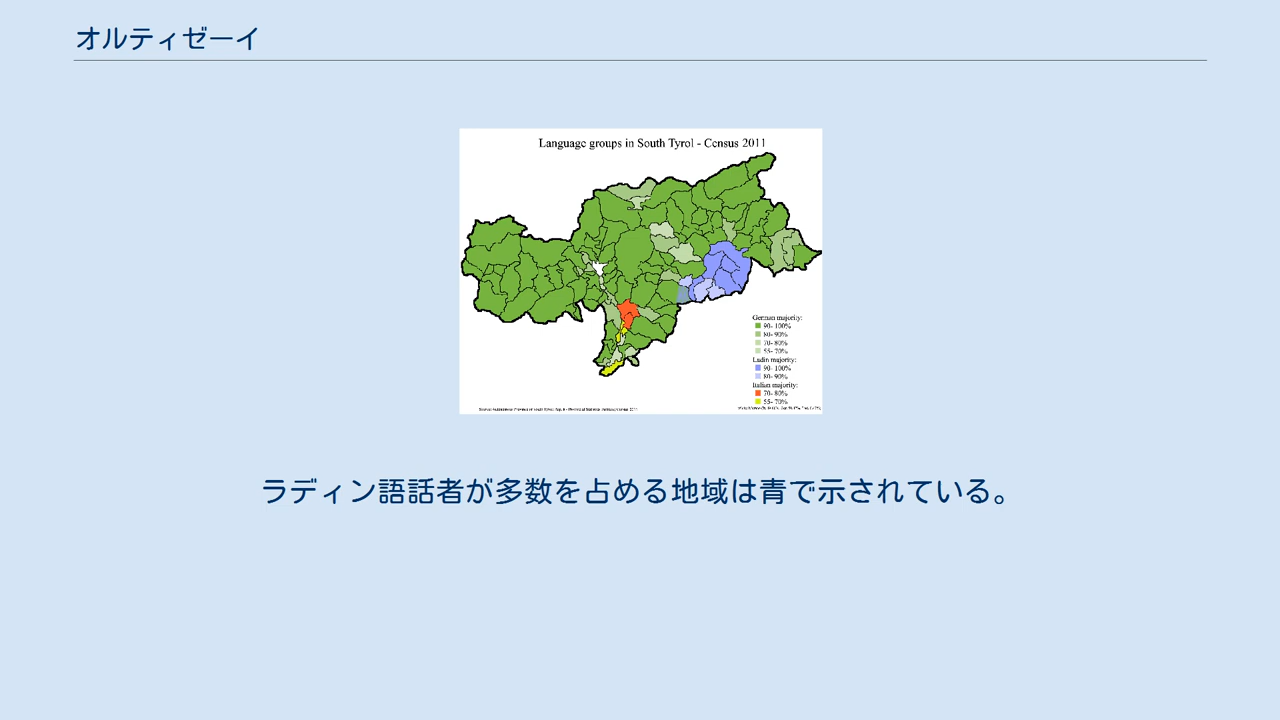 オルティゼーイ
Language groups in South Tyrol - Census 2011
German majority:
90- 100%
80- 90%
70- 80%
55- 70%
Ladin majority:
90- 100%
80- 90%
Italian majority:
70- 80%
55- 70%
ラディン語話者が多数を占める地域は青で示されている。